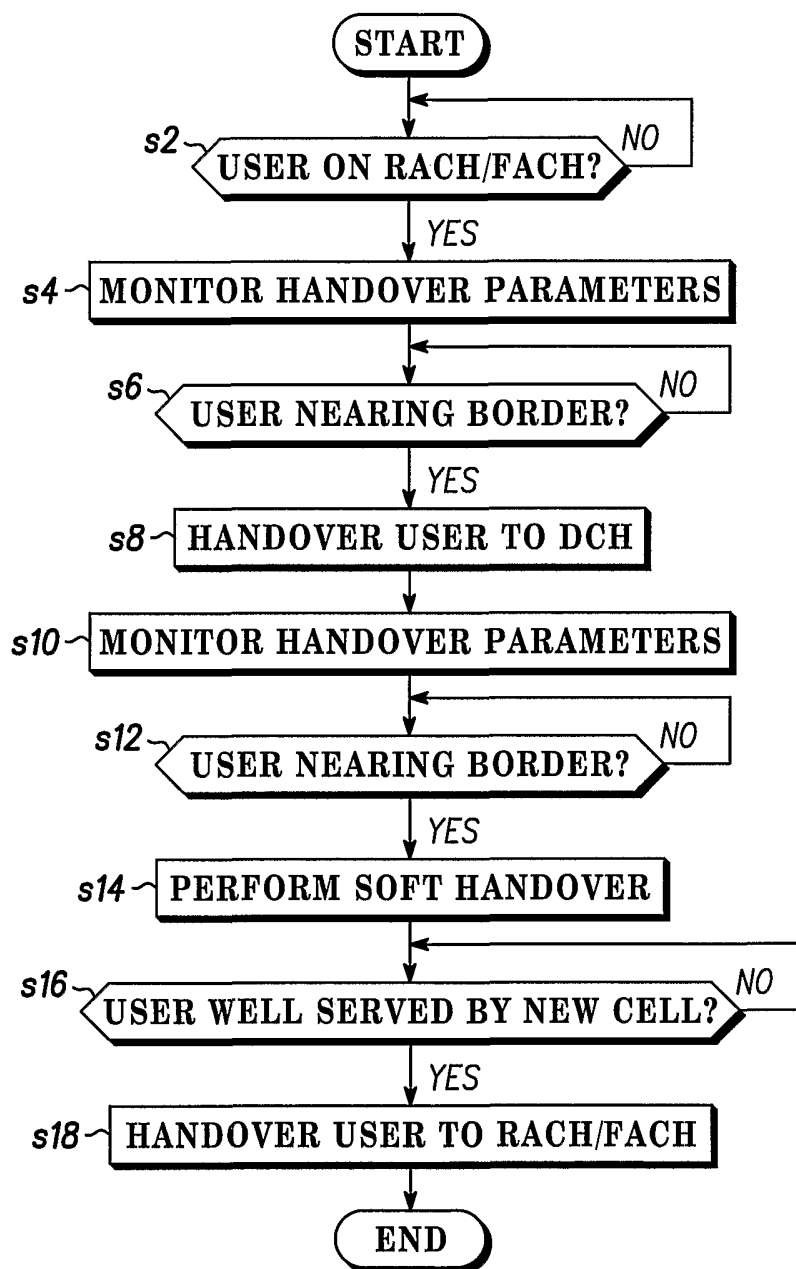 START
s2
USER ON RACH/FACH?
NO
YES
s4
MONITOR HANDOVER PARAMETERS
s6
USER NEARING BORDER?
NO
YES
s8
HANDOVER USER TO DCH
s10
MONITOR HANDOVER PARAMETERS
s12
USER NEARING BORDER?
NO
YES
s14
PERFORM SOFT HANDOVER
s16
USER WELL SERVED BY NEW CELL?
NO
YES
s18
HANDOVER USER TO RACH/FACH
END